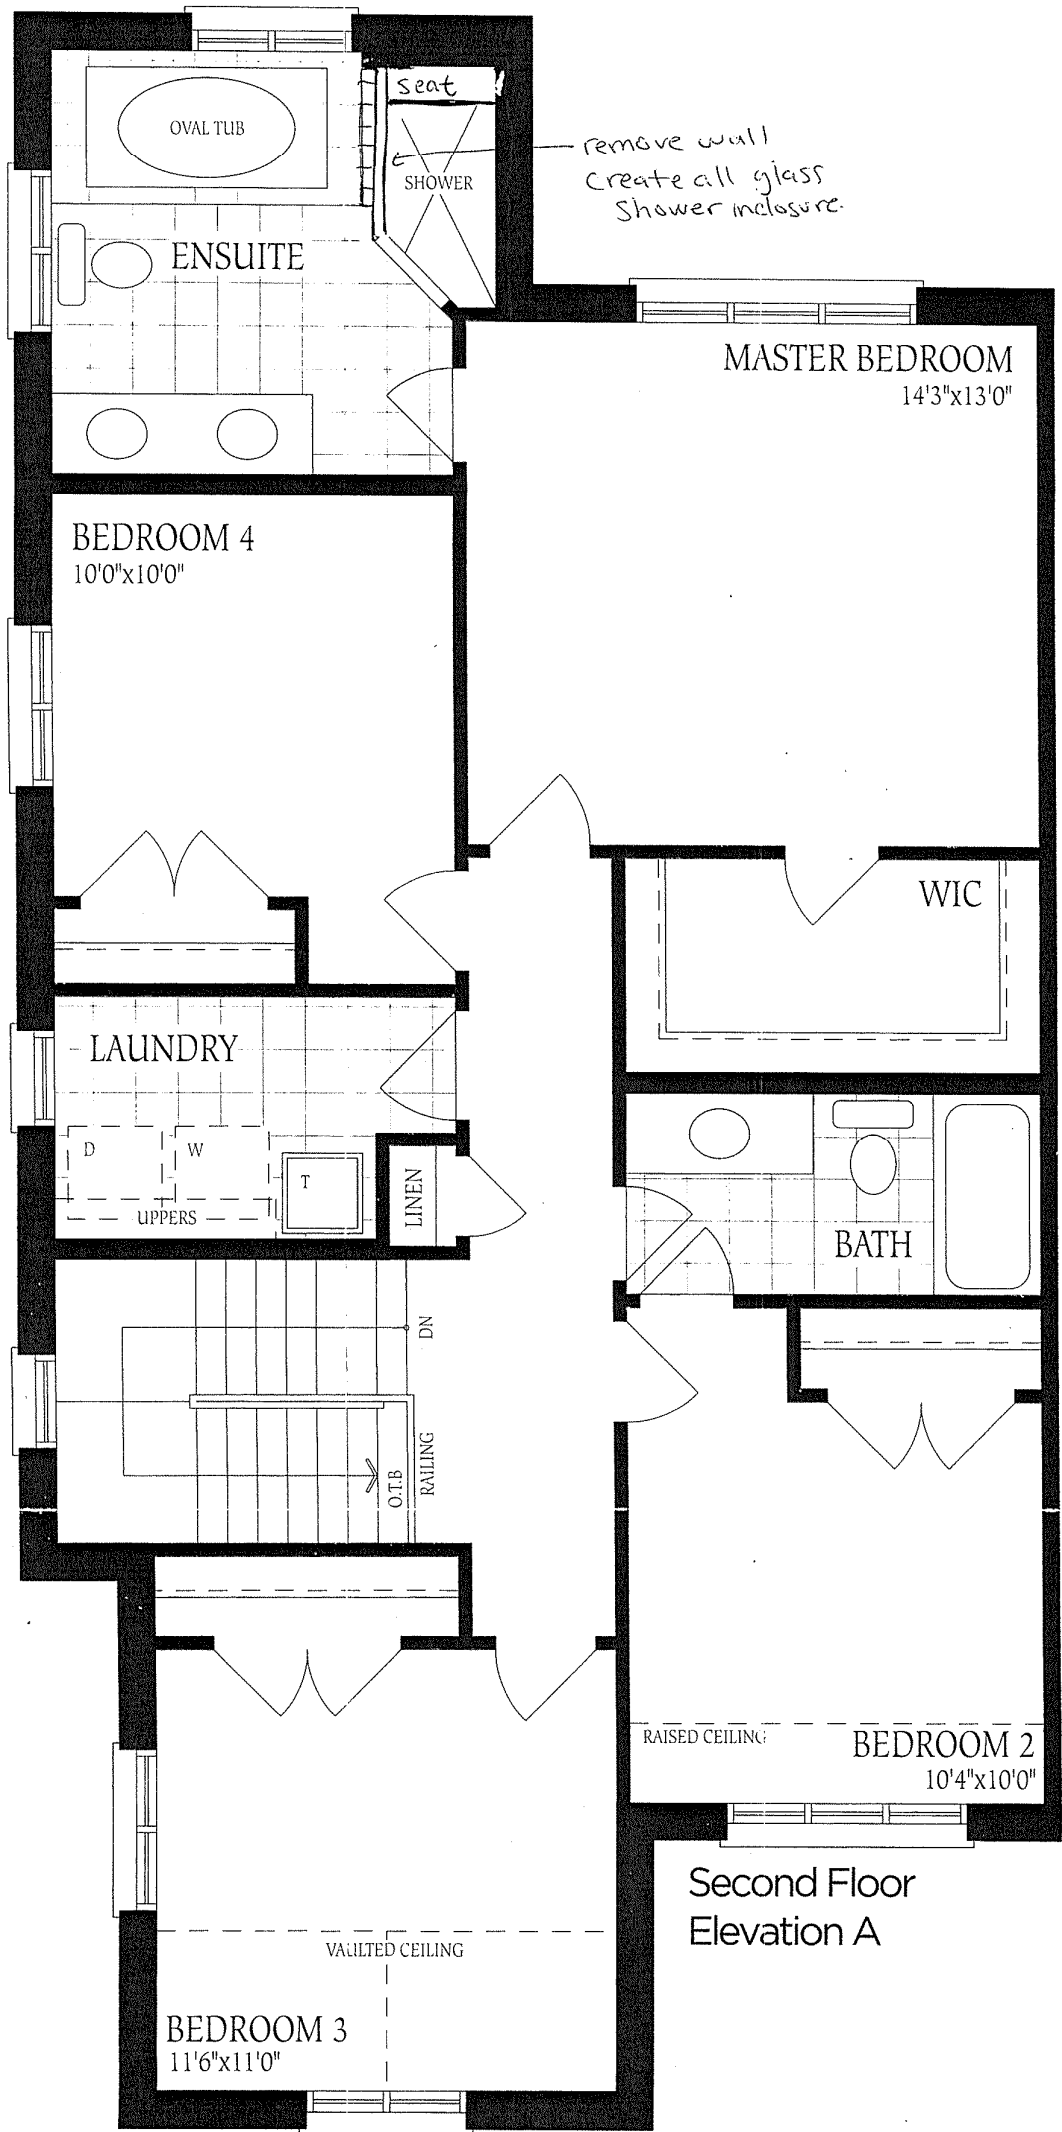 seat
OVAL TUB
remove wall
Create all glass
Shower inclosure.
SHOWER
ENSUITE
MASTER BEDROOM
14'3"x13'0"
BEDROOM 4
10'0"x10'0"
WIC
LAUNDRY
D
W
T
UPPERS
LINEN
BATH
DN
RAILING
O.T.B
RAISED CEILING
BEDROOM 2
10'4"x10'0"
Second Floor
Elevation A
VAULTED CEILING
BEDROOM 3
11'6"x11'0"